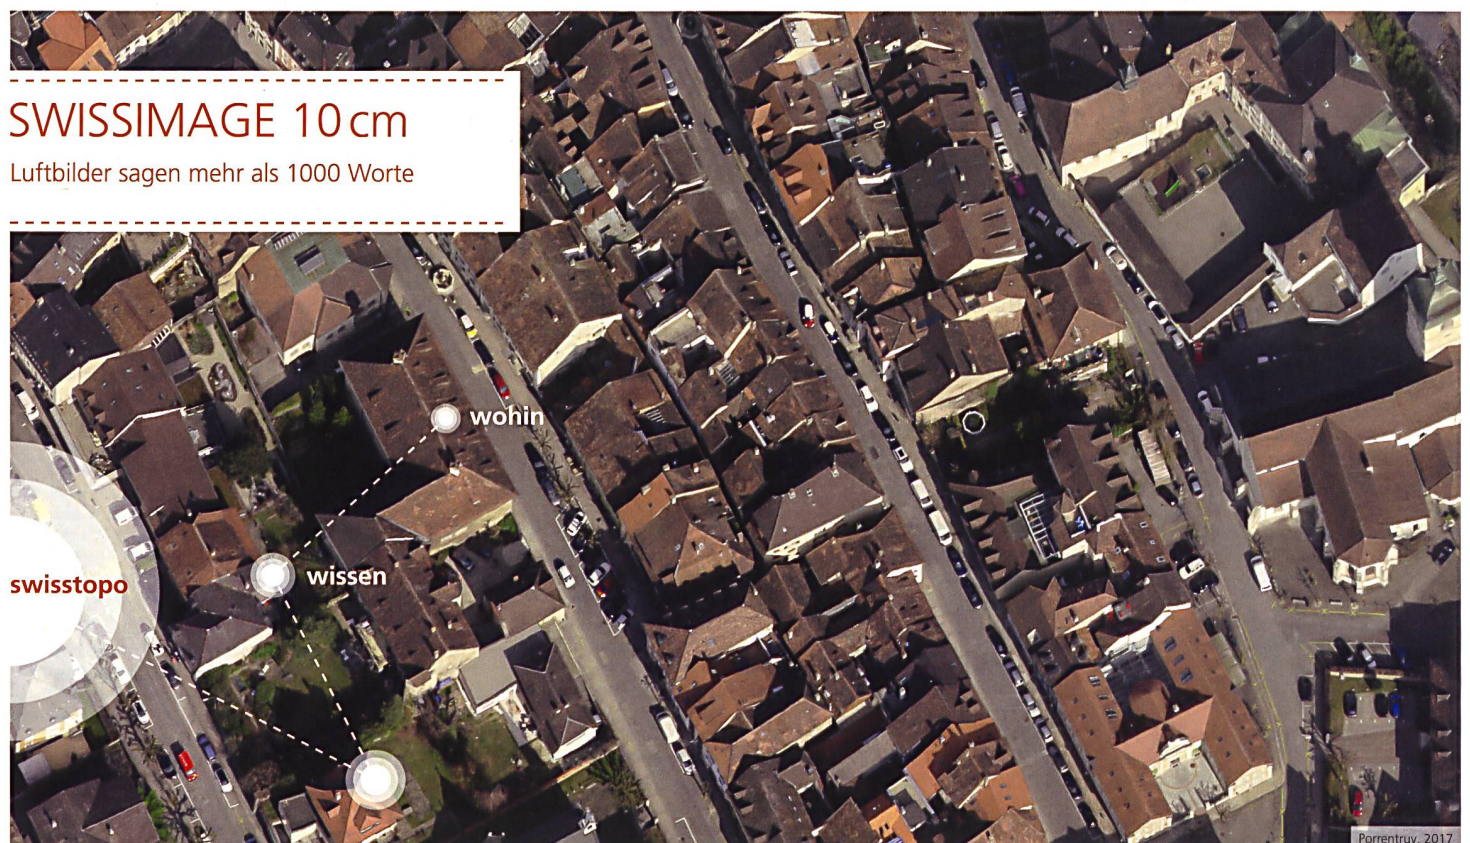 SWISSIMAGE 10 cm
Luftbilder sagen mehr als 1000 Worte
wohin
wissen
swisstopo
Porrentruy, 2017